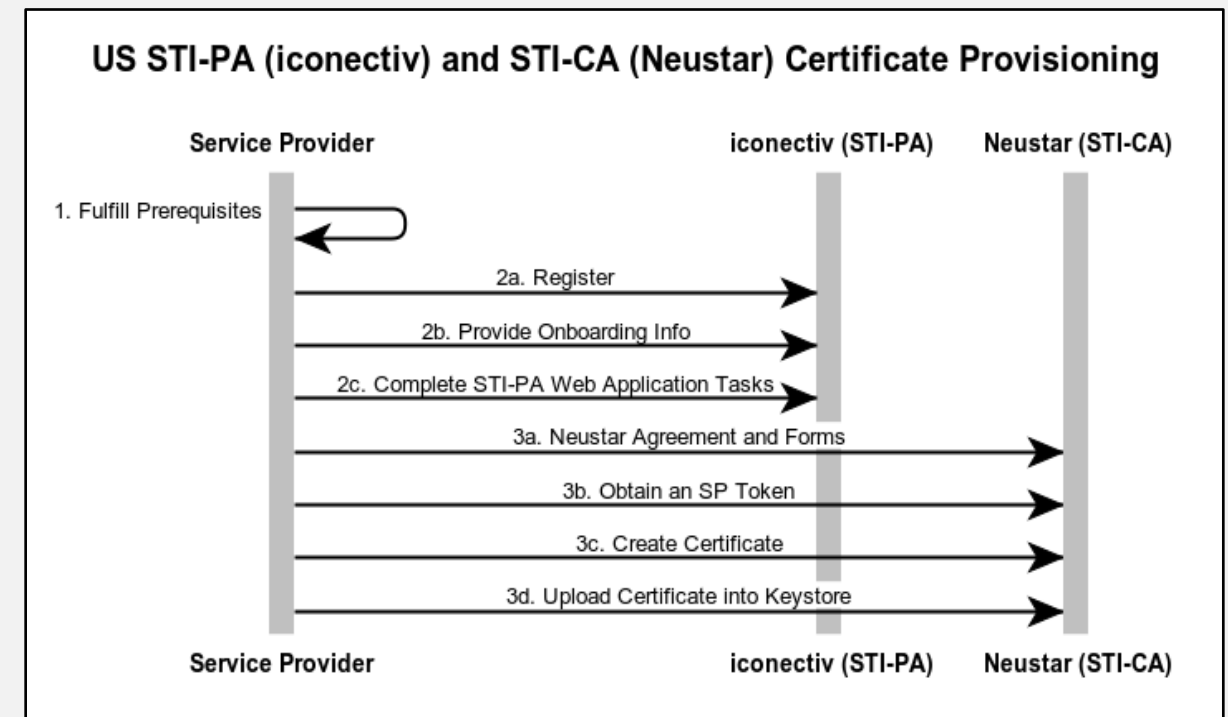 US STI-PA (iconectiv) and STI-CA (Neustar) Certificate Provisioning
Service Provider
iconectiv (STI-PA)
Neustar (STI-CA)
1. Fulfill Prerequisites
2a. Register
2b. Provide Onboarding Info
2c. Complete STI-PA Web Application Tasks
3a. Neustar Agreement and Forms
3b. Obtain an SP Token
3c. Create Certificate
3d. Upload Certificate into Keystore
Service Provider
iconectiv (STI-PA)
Neustar (STI-CA)